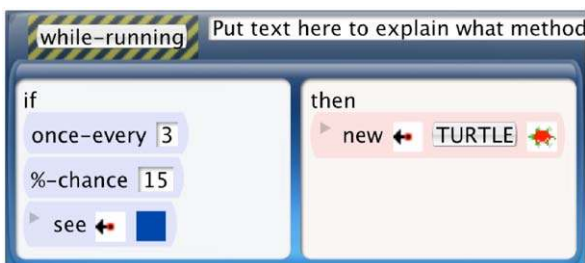 while-running Put text here to explain what method
if
once-every 3
%-chance 15
see
then
new TURTLE